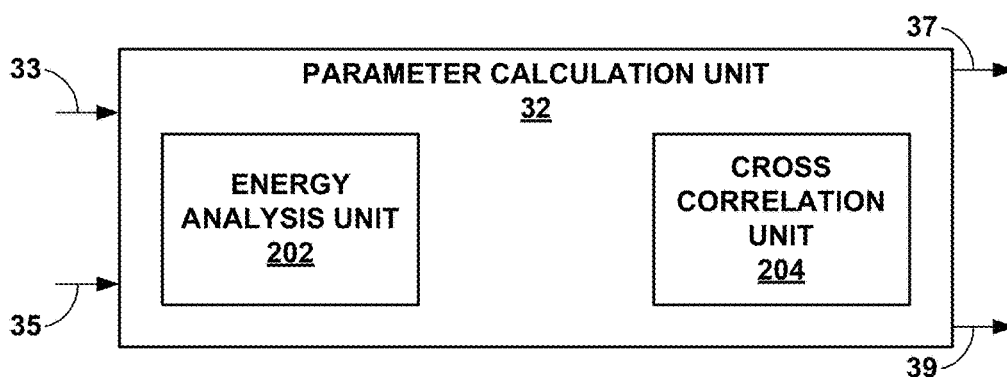 37
33
PARAMETER CALCULATION UNIT
32
ENERGY
ANALYSIS UNIT
202
CROSS
CORRELATION
UNIT
204
35
39